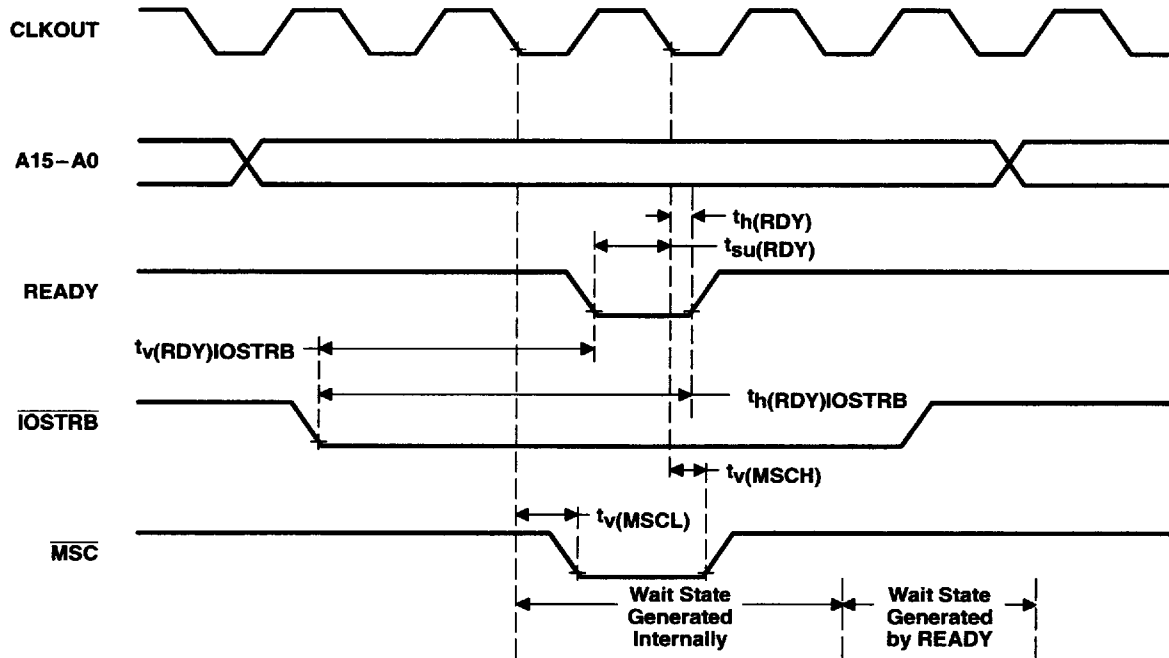 CLKOUT
A15–A0
th(RDY)
tsu(RDY)
READY
tv(RDY)IOSTRB
th(RDY)IOSTRB
IOSTRB
tv(MSCH)
tv(MSCL)
MSC
Wait State
Generated
Internally
Wait State
Generated
by READY